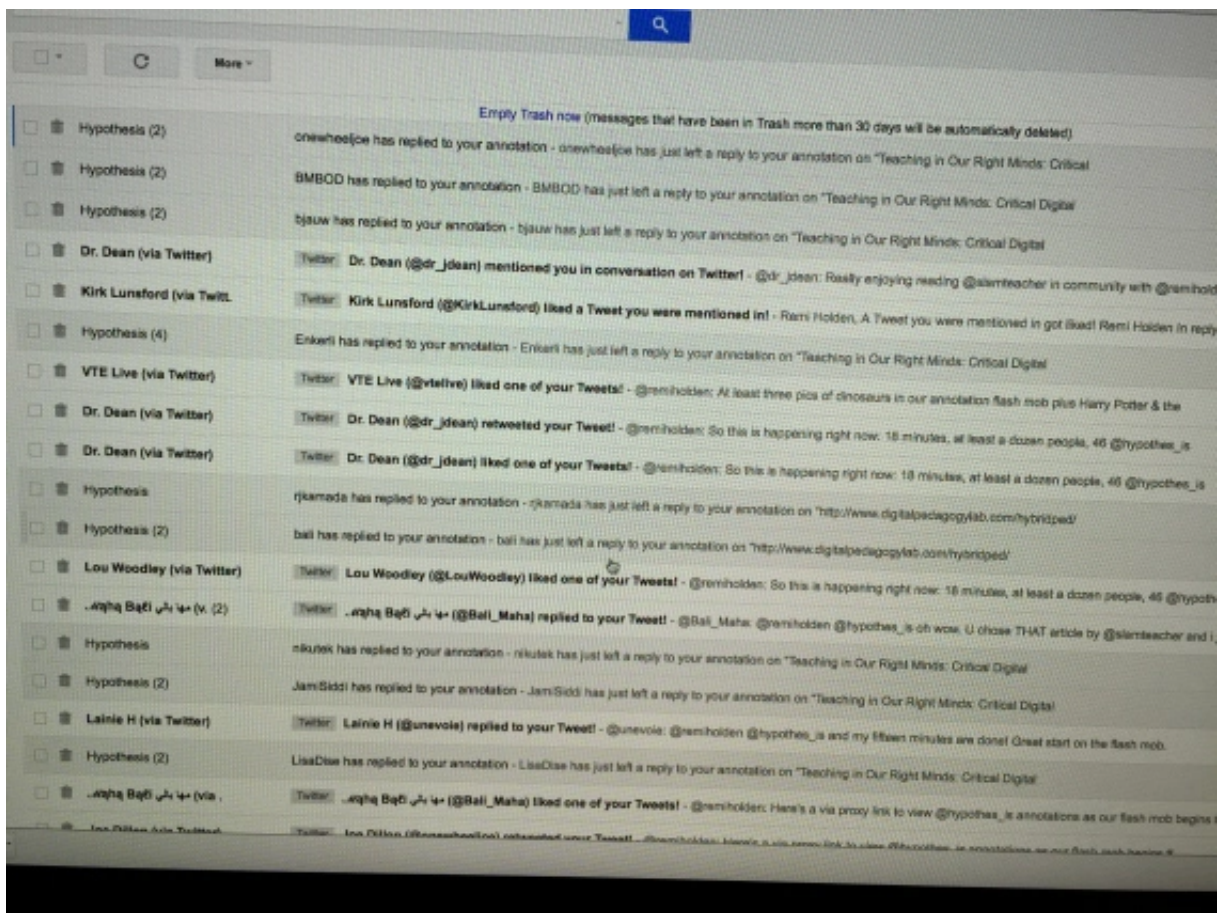 More
Empty Trash now (messages that have been in Trash more than 30 days will be automatically deleted)
Hypothesis (2) onewheeljoe has replied to your annotation - onewheeljoe has just left a reply to your annotation on "Teaching in Our Right Minds: Critical
Hypothesis (2) BMBOD has replied to your annotation - BMBOD has just left a reply to your annotation on "Teaching in Our Right Minds: Critical Digital
Hypothesis (2) bjauw has replied to your annotation - bjauw has just left a reply to your annotation on "Teaching in Our Right Minds: Critical Digital
Dr. Dean (via Twitter) Twitter Dr. Dean (@dr_jdean) mentioned you in conversation on Twitter! - @dr_jdean: Really enjoying reading @slamteacher in community with @remihold
Kirk Lunsford (via Twitt. Twitter Kirk Lunsford (@KirkLunsford) liked a Tweet you were mentioned in! - Remi Holden, A Tweet you were mentioned in got liked! Remi Holden In reply
Hypothesis (4) Enkerli has replied to your annotation - Enkerli has just left a reply to your annotation on "Teaching in Our Right Minds: Critical Digital
VTE Live (via Twitter) Twitter VTE Live (@vtelive) liked one of your Tweets! - @remiholden: At least three pics of dinosaurs in our annotation flash mob plus Harry Potter & the
Dr. Dean (via Twitter) Twitter Dr. Dean (@dr_jdean) retweeted your Tweet! - @remiholden: So this is happening right now: 18 minutes, at least a dozen people, 46 @hypothes_is
Dr. Dean (via Twitter) Twitter Dr. Dean (@dr_jdean) liked one of your Tweets! - @remiholden: So this is happening right now: 18 minutes, at least a dozen people, 46 @hypothes_is
Hypothesis rjkamada has replied to your annotation - rjkamada has just left a reply to your annotation on "http://www.digitalpedagogylab.com/hybridped/
Hypothesis (2) bali has replied to your annotation - bali has just left a reply to your annotation on "http://www.digitalpedagogylab.com/hybridped/
Lou Woodley (via Twitter) Twitter Lou Woodley (@LouWoodley) liked one of your Tweets! - @remiholden: So this is happening right now: 18 minutes, at least a dozen people, 46 @hypoth
مها بالي (v. (2) Twitter مها بالي (@Bali_Maha) replied to your Tweet! - @Bali_Maha: @remiholden @hypothes_is oh wow. U chose THAT article by @slamteacher and i
Hypothesis nikutek has replied to your annotation - nikutek has just left a reply to your annotation on "Teaching in Our Right Minds: Critical Digital
Hypothesis (2) JamiSiddi has replied to your annotation - JamiSiddi has just left a reply to your annotation on "Teaching in Our Right Minds: Critical Digital
Lainie H (via Twitter) Twitter Lainie H (@unevoie) replied to your Tweet! - @unevoie: @remiholden @hypothes_is and my fifteen minutes are done! Great start on the flash mob.
Hypothesis (2) LisaDise has replied to your annotation - LisaDise has just left a reply to your annotation on "Teaching in Our Right Minds: Critical Digital
مها بالي (via . Twitter مها بالي (@Bali_Maha) liked one of your Tweets! - @remiholden: Here's a via proxy link to view @hypothes_is annotations as our flash mob begins